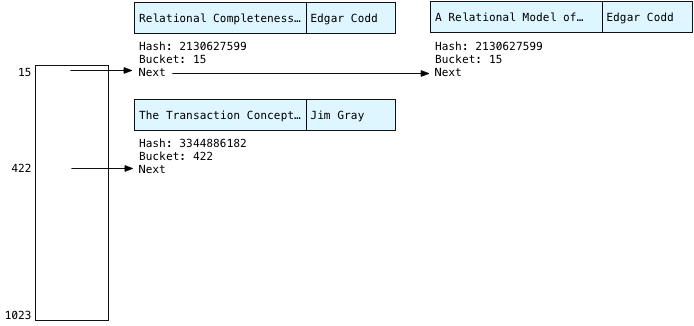 Relational Completeness… Edgar Codd
Hash: 2130627599
Bucket: 15
Next
A Relational Model of… Edgar Codd
Hash: 2130627599
Bucket: 15
Next
15
The Transaction Concept… Jim Gray
Hash: 3344886182
Bucket: 422
Next
422
1023